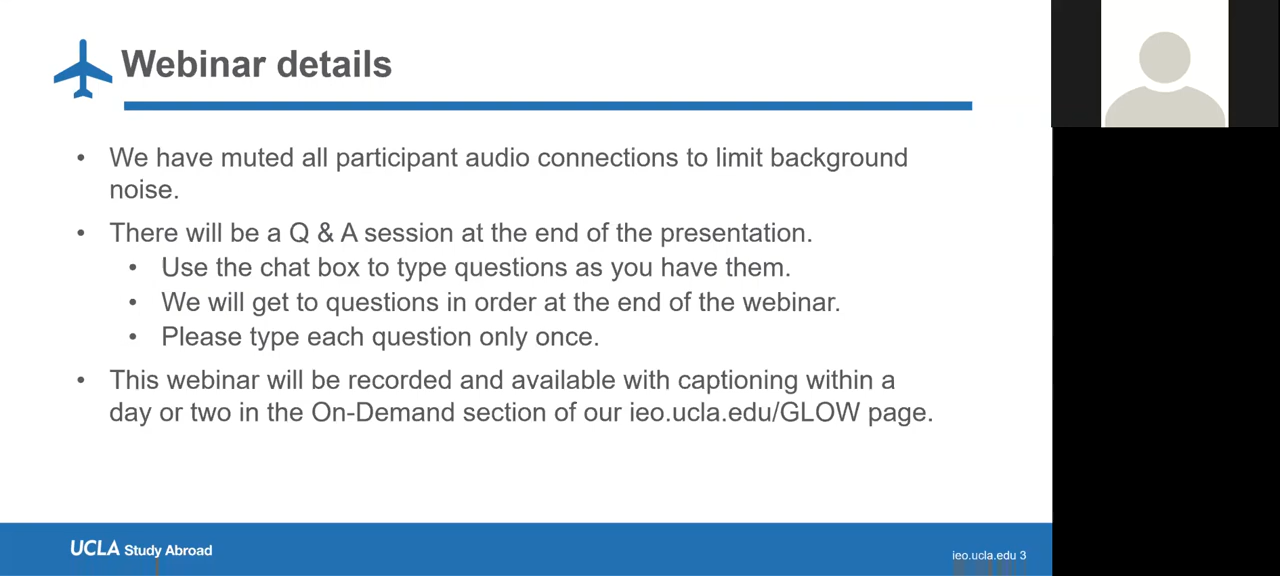 Webinar details
• We have muted all participant audio connections to limit background
noise.
• There will be a Q & A session at the end of the presentation.
• Use the chat box to type questions as you have them.
• We will get to questions in order at the end of the webinar.
• Please type each question only once.
• This webinar will be recorded and available with captioning within a
day or two in the On-Demand section of our ieo.ucla.edu/GLOW page.
UCLA Study Abroad
ieo.ucla.edu 3